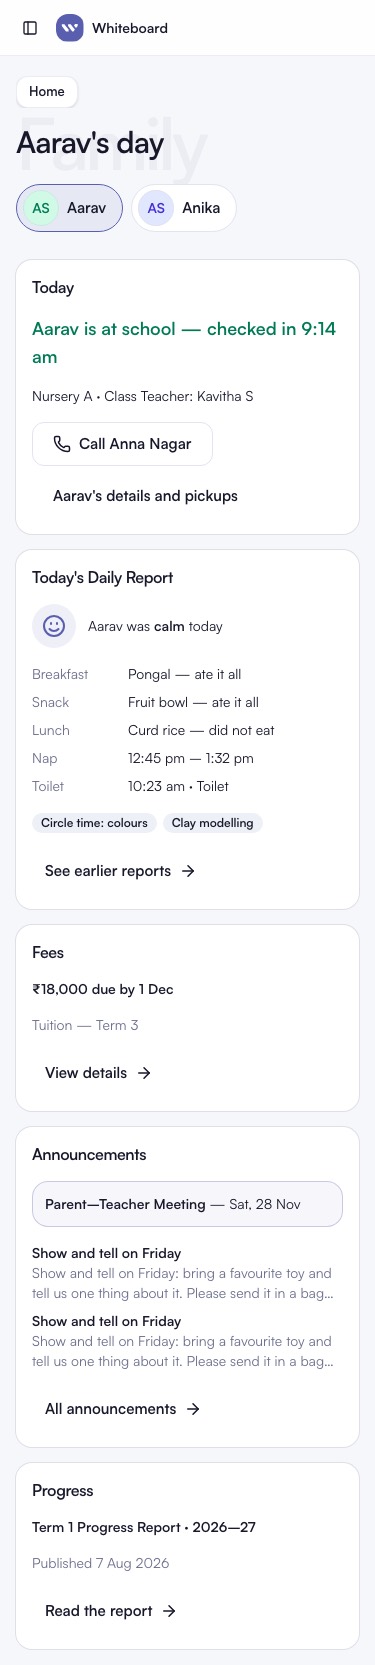 Whiteboard
Home
Family
Aarav's day
AS Aarav
AS Anika
Today
Aarav is at school — checked in 9:14
am
Nursery A · Class Teacher: Kavitha S
Call Anna Nagar
Aarav's details and pickups
Today's Daily Report
Aarav was calm today
Breakfast Pongal — ate it all
Snack Fruit bowl — ate it all
Lunch Curd rice — did not eat
Nap 12:45 pm – 1:32 pm
Toilet 10:23 am · Toilet
Circle time: colours Clay modelling
See earlier reports →
Fees
₹18,000 due by 1 Dec
Tuition — Term 3
View details →
Announcements
Parent–Teacher Meeting — Sat, 28 Nov
Show and tell on Friday
Show and tell on Friday: bring a favourite toy and
tell us one thing about it. Please send it in a bag...
Show and tell on Friday
Show and tell on Friday: bring a favourite toy and
tell us one thing about it. Please send it in a bag...
All announcements →
Progress
Term 1 Progress Report · 2026–27
Published 7 Aug 2026
Read the report →